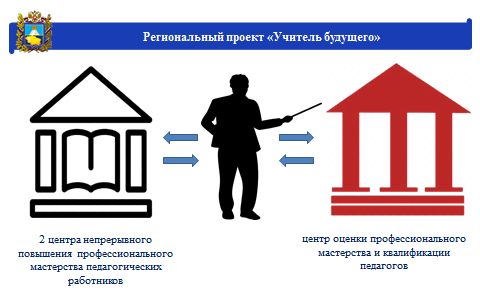 Региональный проект «Учитель будущего»
2 центра непрерывного
повышения профессионального
мастерства педагогических
работников
центр оценки профессионального
мастерства и квалификации
педагогов